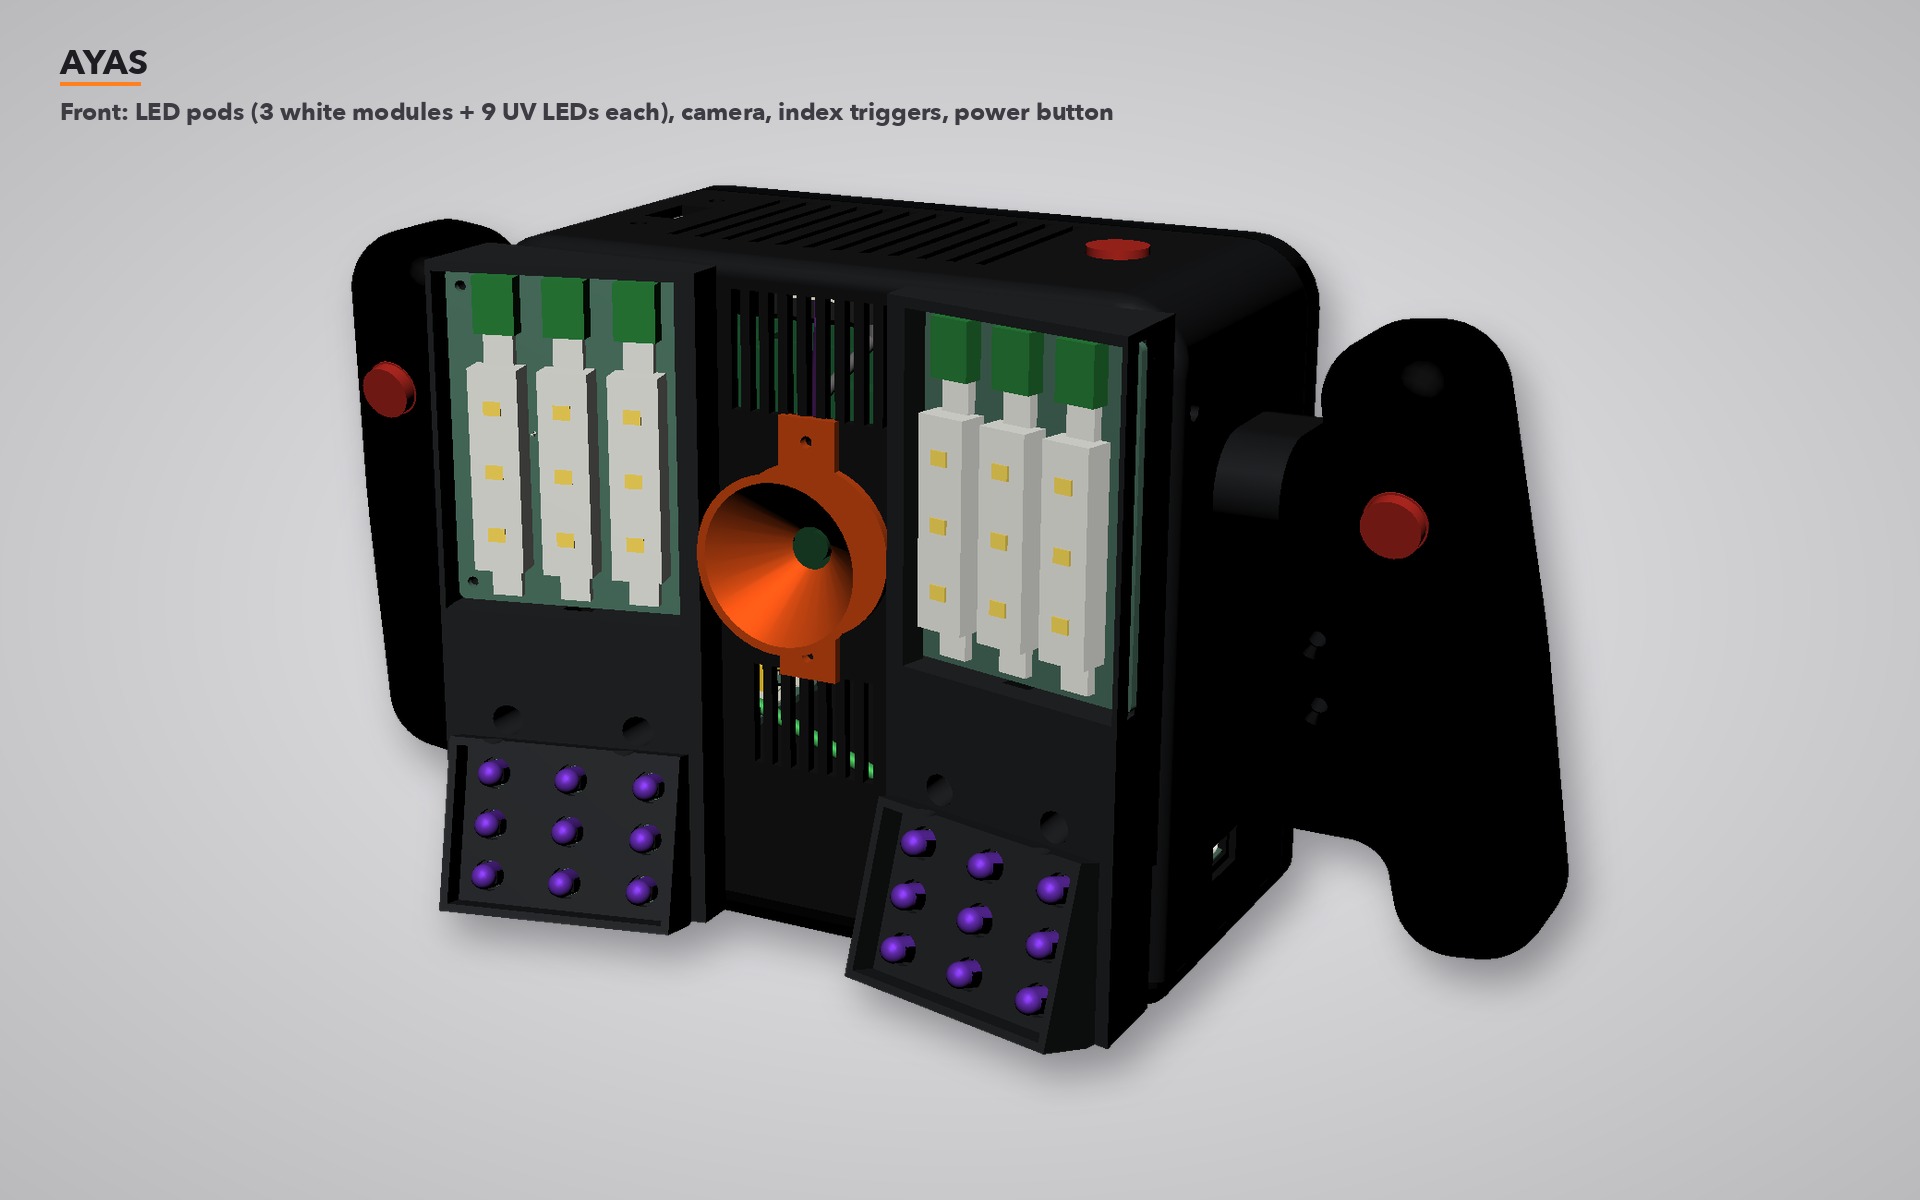 AYAS
Front: LED pods (3 white modules + 9 UV LEDs each), camera, index triggers, power button